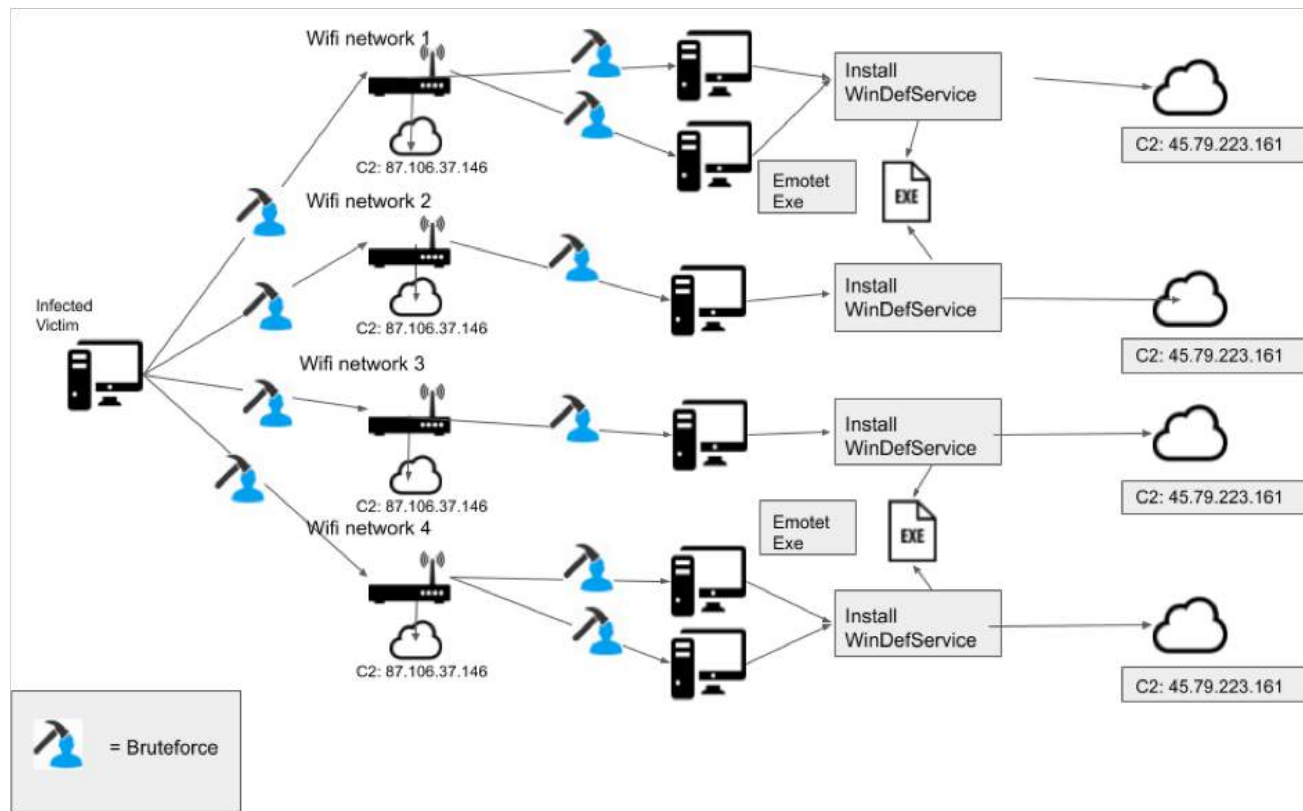 Wifi network 1
Install
WinDefService
C2: 45.79.223.161
C2: 87.106.37.146
Emotet
Exe
EXE
Wifi network 2
Install
WinDefService
Infected
Victim
C2: 87.106.37.146
C2: 45.79.223.161
Wifi network 3
Install
WinDefService
C2: 87.106.37.146
C2: 45.79.223.161
Wifi network 4
Emotet
Exe
EXE
Install
WinDefService
C2: 87.106.37.146
C2: 45.79.223.161
= Bruteforce